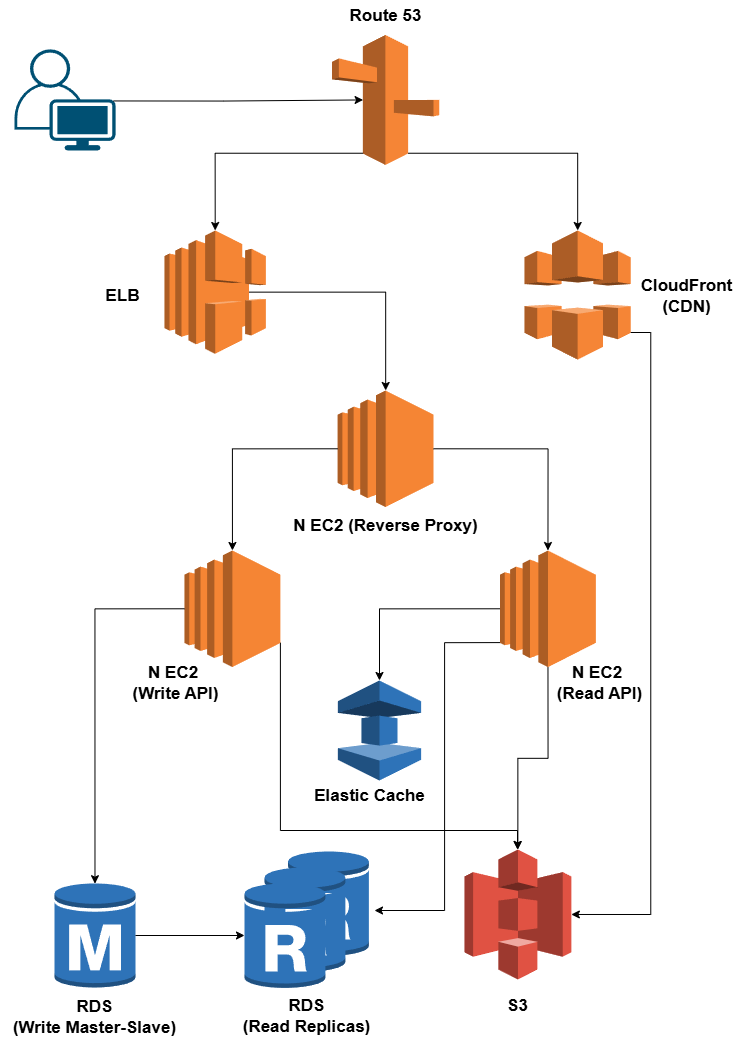 Route 53
ELB
CloudFront
(CDN)
N EC2 (Reverse Proxy)
N EC2
(Write API)
N EC2
(Read API)
Elastic Cache
M
R
R
RDS
(Write Master-Slave)
RDS
(Read Replicas)
S3